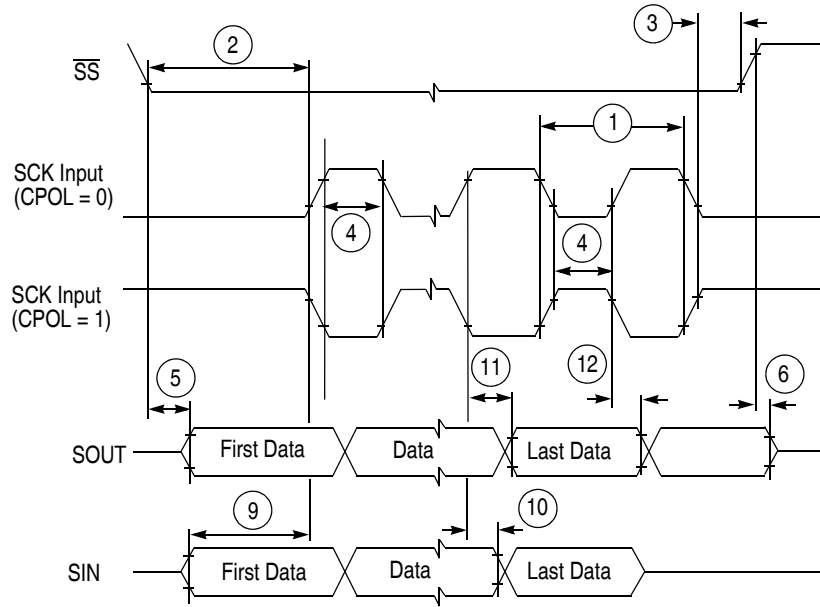 3
2
SS
1
SCK Input
(CPOL = 0)
4
4
SCK Input
(CPOL = 1)
5
11
12
6
SOUT
First Data
Data
Last Data
9
10
SIN
First Data
Data
Last Data